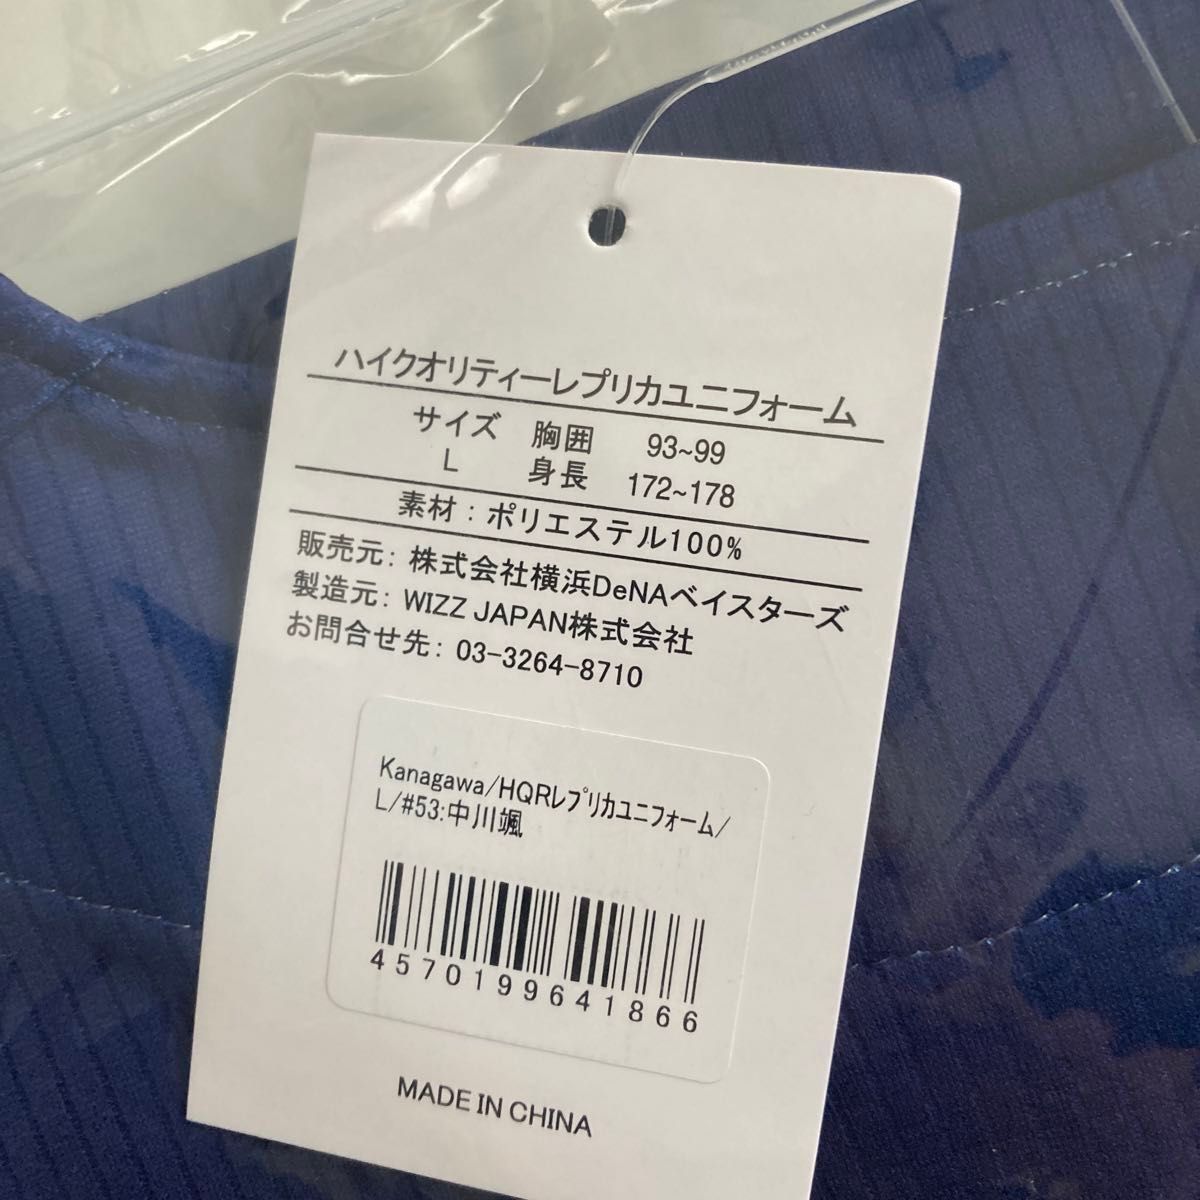 ハイクオリティーレプリカユニフォーム
サイズ 胸囲 93~99
L 身長 172~178
素材：ポリエステル100%
販売元：株式会社横浜DeNAベイスターズ
製造元：WIZZ JAPAN株式会社
お問合せ先：03-3264-8710
Kanagawa/HQRﾚﾌﾟﾘｶﾕﾆﾌｫｰﾑ/
L/#53:中川颯
4570199641866
MADE IN CHINA